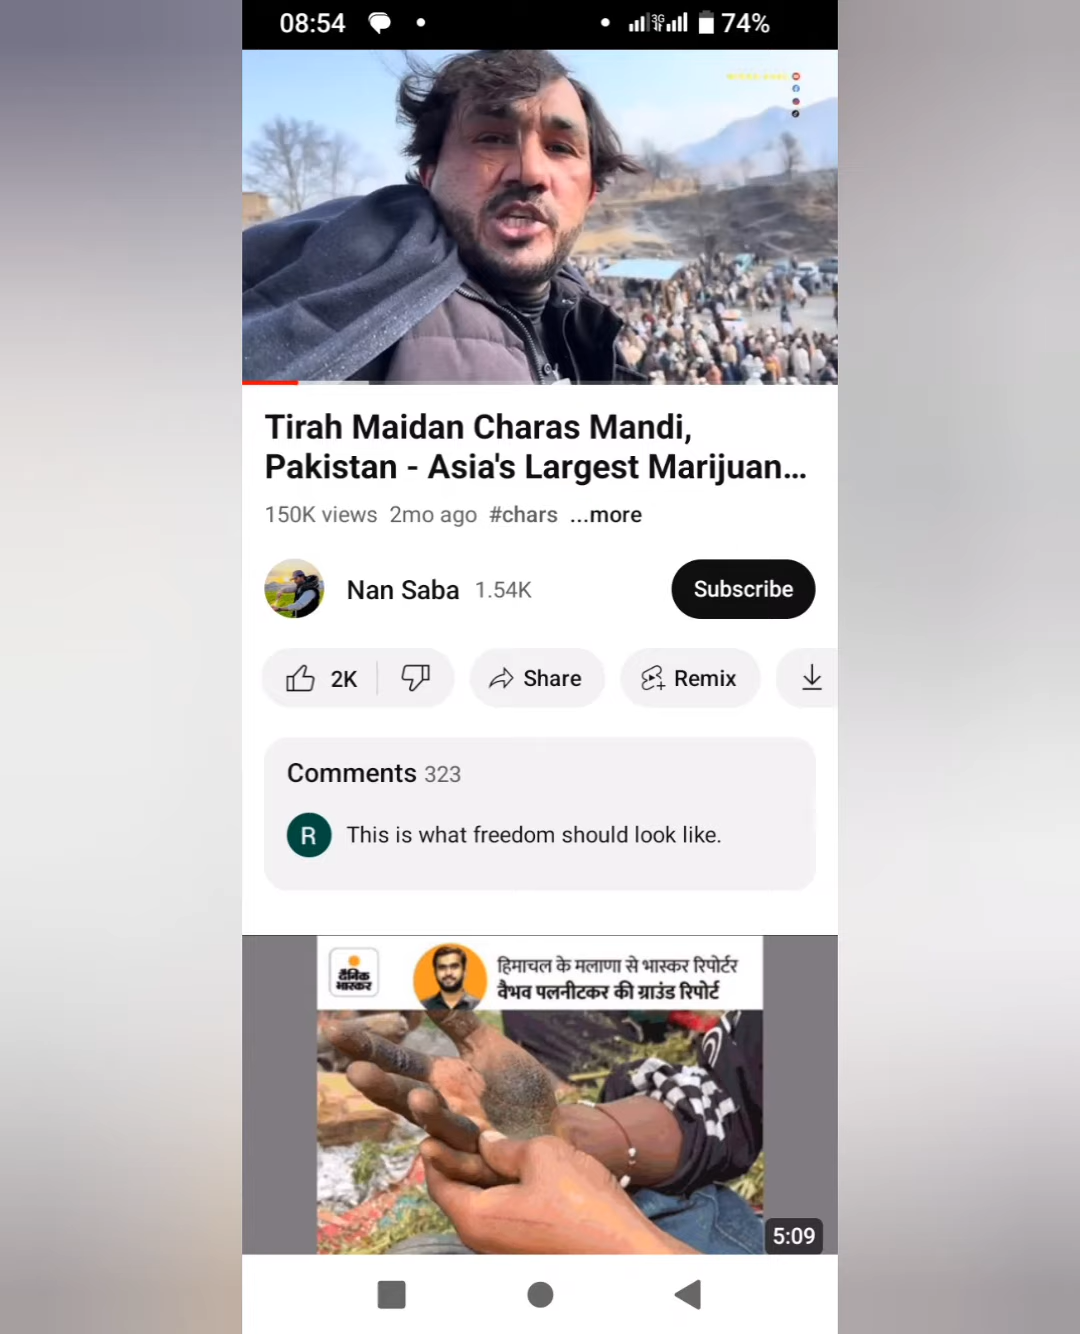 08:54
3G
74%
Tirah Maidan Charas Mandi,
Pakistan - Asia's Largest Marijuan...
150K views 2mo ago #chars ...more
Nan Saba 1.54K
Subscribe
2K
Share
Remix
Comments 323
R
This is what freedom should look like.
दैनिक
भास्कर
हिमाचल के मलाणा से भास्कर रिपोर्टर
वैभव पलनीटकर की ग्राउंड रिपोर्ट
5:09